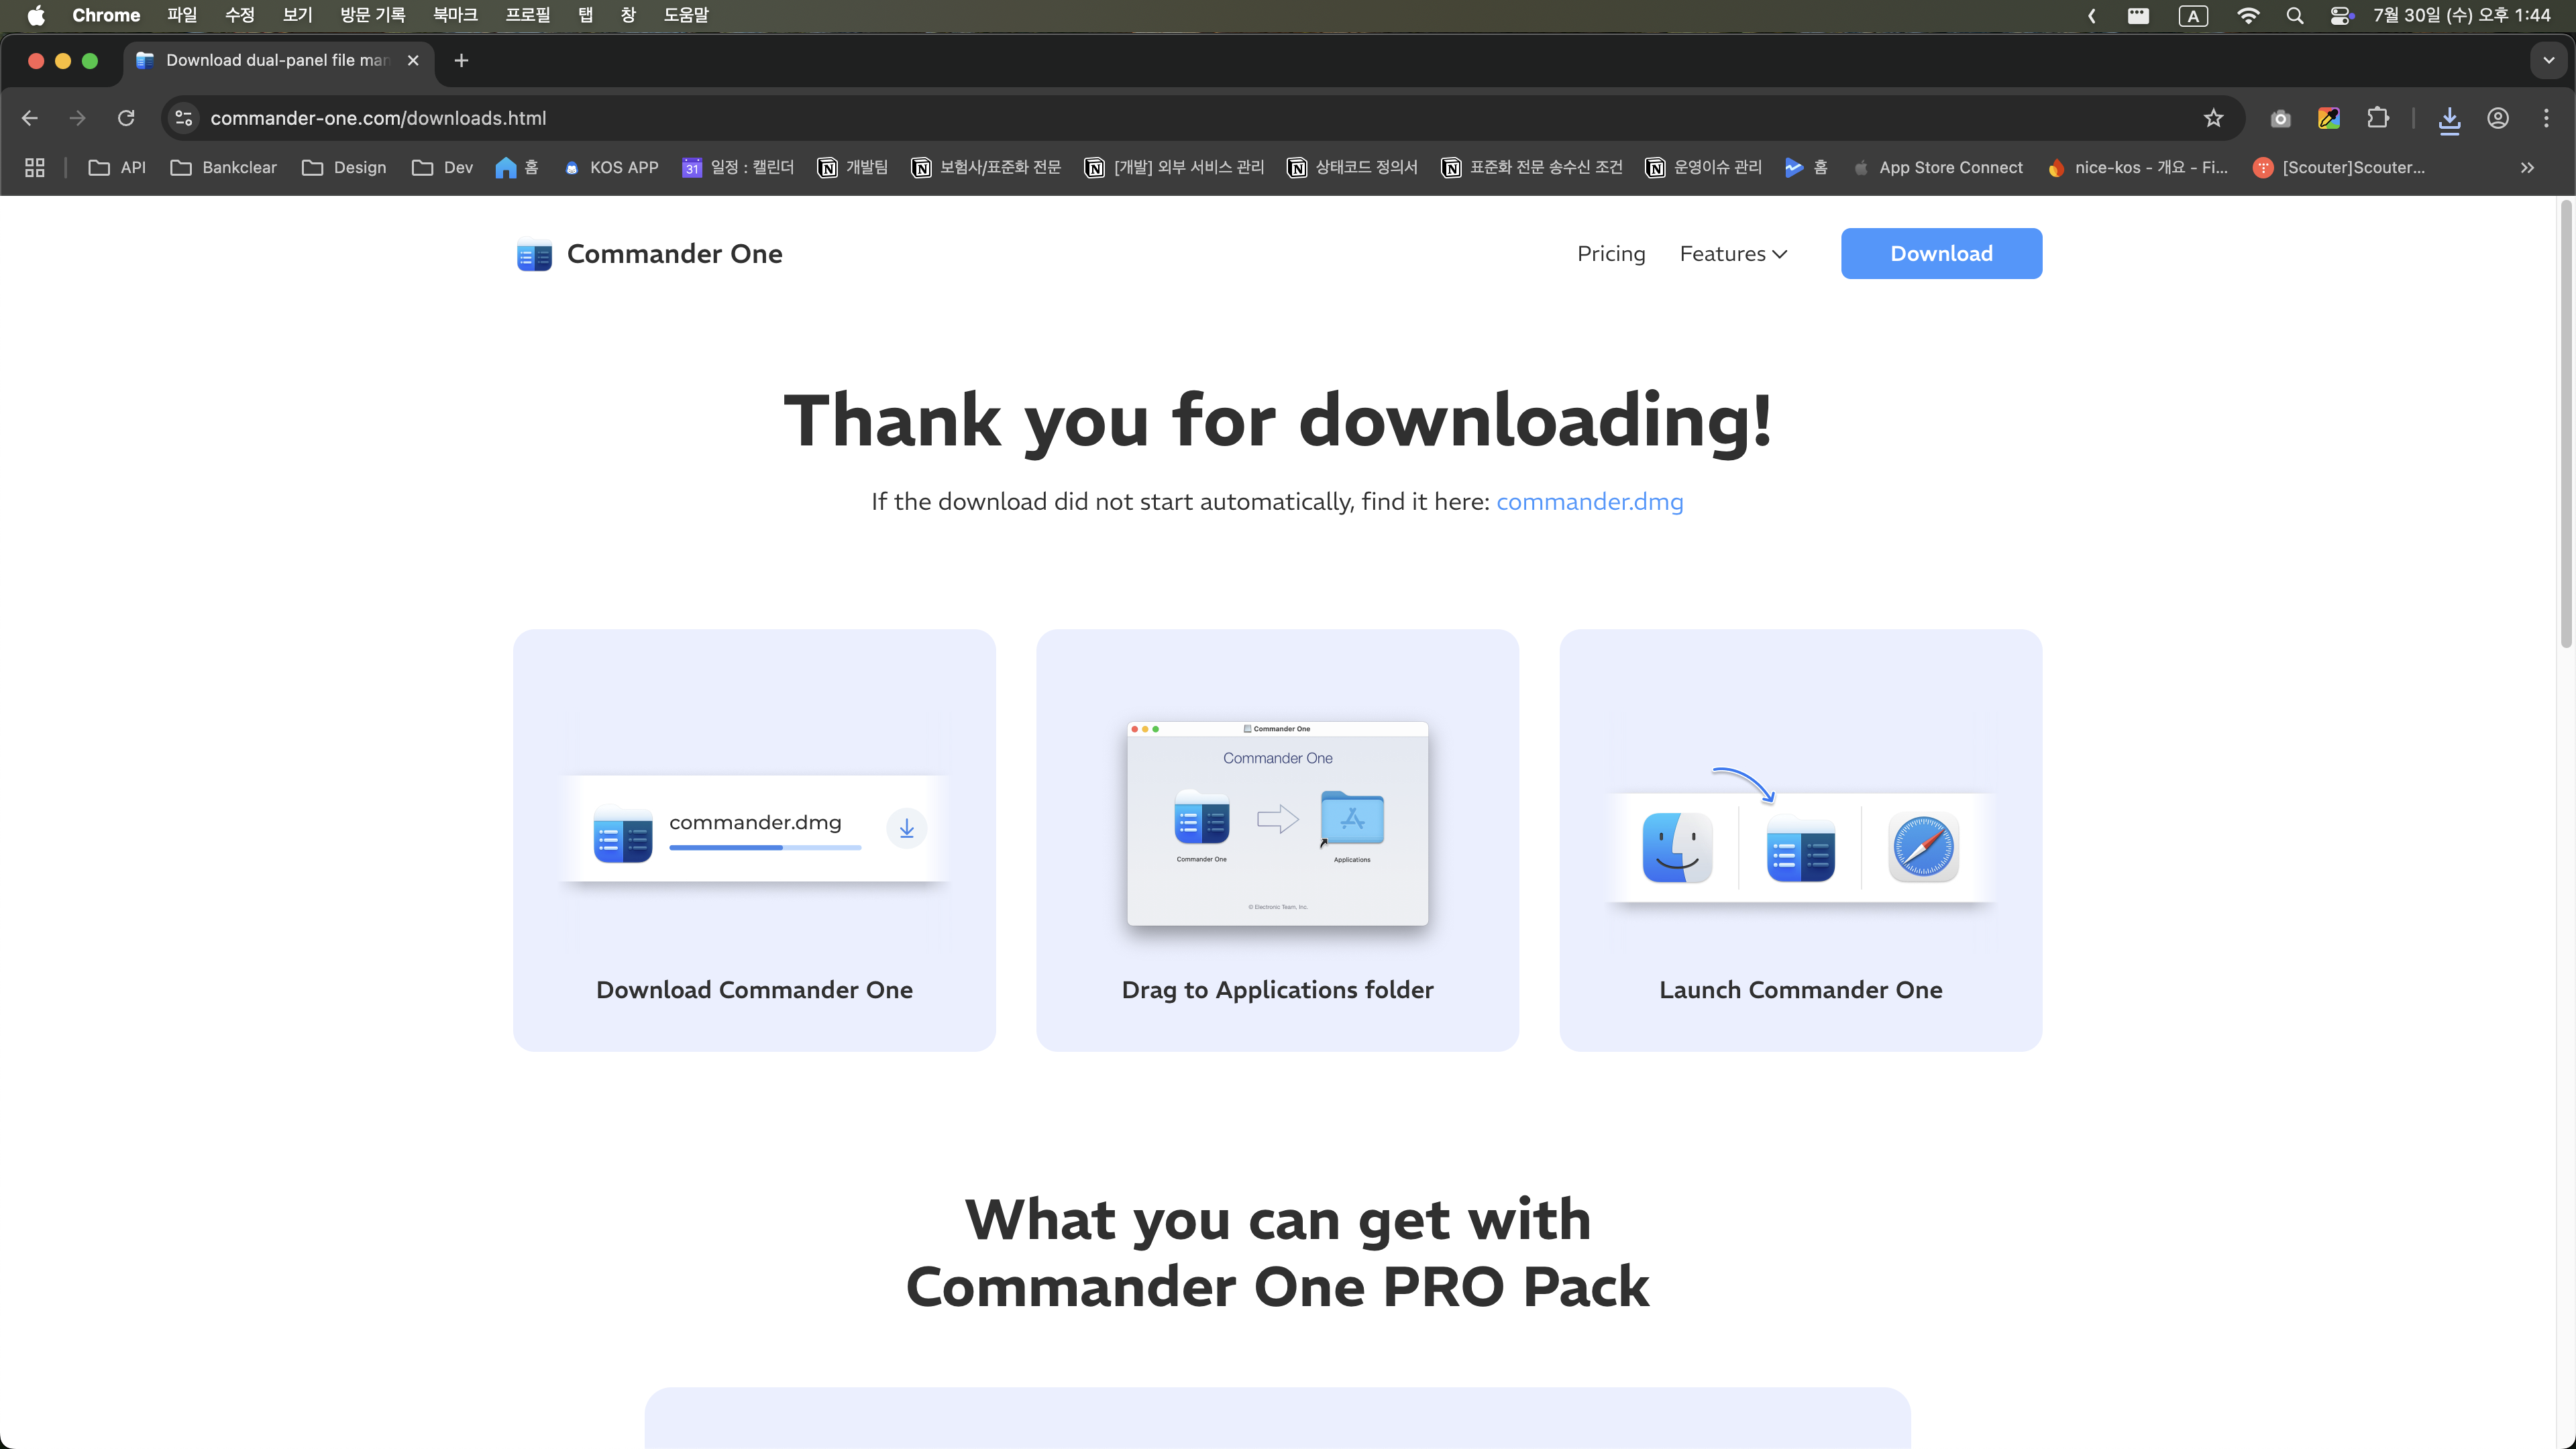 Chrome 파일 수정 보기 방문 기록 북마크 프로필 탭 창 도움말 A 7월 30일 (수) 오후 1:44
Download dual-panel file man
commander-one.com/downloads.html
API Bankclear Design Dev 홈 KOS APP 31 일정 : 캘린더 개발팀 보험사/표준화 전문 [개발] 외부 서비스 관리 상태코드 정의서 표준화 전문 송수신 조건 운영이슈 관리 홈 App Store Connect nice-kos - 개요 - Fi... [Scouter]Scouter...
Commander One Pricing Features Download
Thank you for downloading!
If the download did not start automatically, find it here: commander.dmg
commander.dmg
Download Commander One
Commander One
Commander One
Commander One Applications
© Electronic Team, Inc.
Drag to Applications folder
Launch Commander One
What you can get with
Commander One PRO Pack